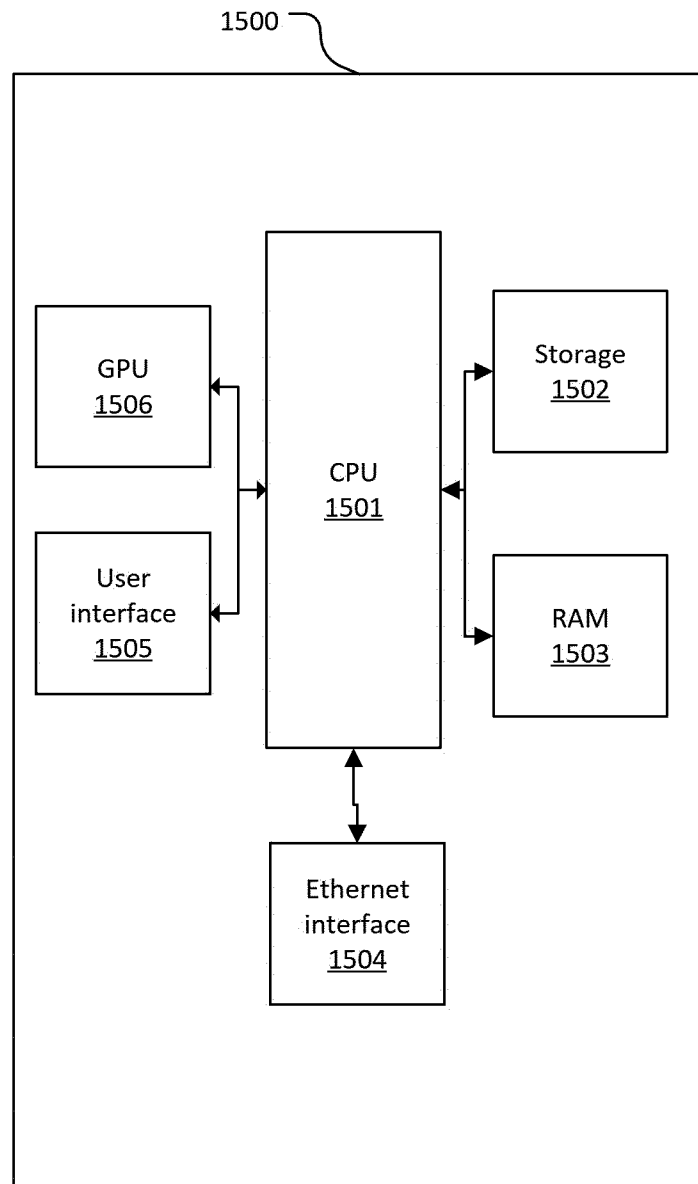 1500
GPU
1506
User
interface
1505
CPU
1501
Storage
1502
RAM
1503
Ethernet
interface
1504